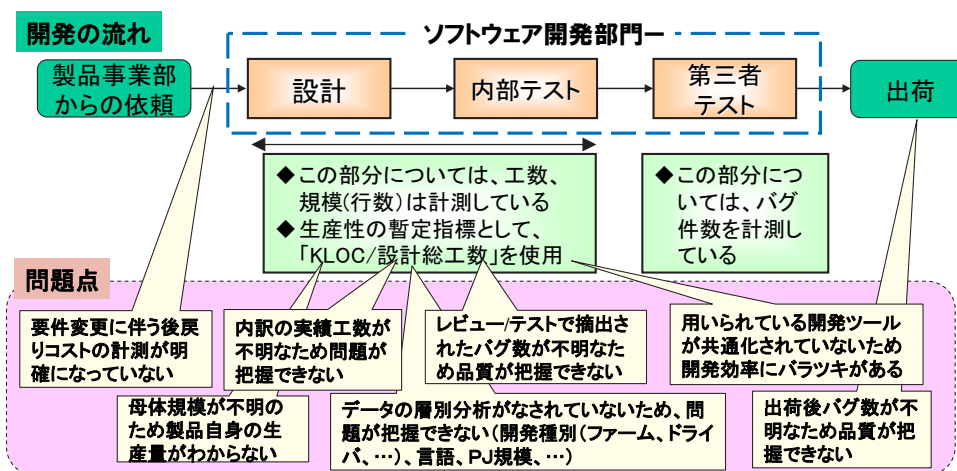 開発の流れ
ソフトウェア開発部門ー
製品事業部
からの依頼
設計
内部テスト
第三者
テスト
出荷
◆この部分については、工数、
規模(行数)は計測している
◆生産性の暫定指標として、
「KLOC/設計総工数」を使用
◆この部分につ
いては、バグ
件数を計測し
ている
問題点
要件変更に伴う後戻
りコストの計測が明
確になっていない
内訳の実績工数が
不明なため問題が
把握できない
レビュー/テストで摘出さ
れたバグ数が不明なた
め品質が把握できない
用いられている開発ツール
が共通化されていないため
開発効率にバラツキがある
母体規模が不明の
ため製品自身の生
産量がわからない
データの層別分析がなされていないため、問
題が把握できない(開発種別(ファーム、ドライ
バ、…)、言語、PJ規模、…)
出荷後バグ数が不
明なため品質が把
握できない